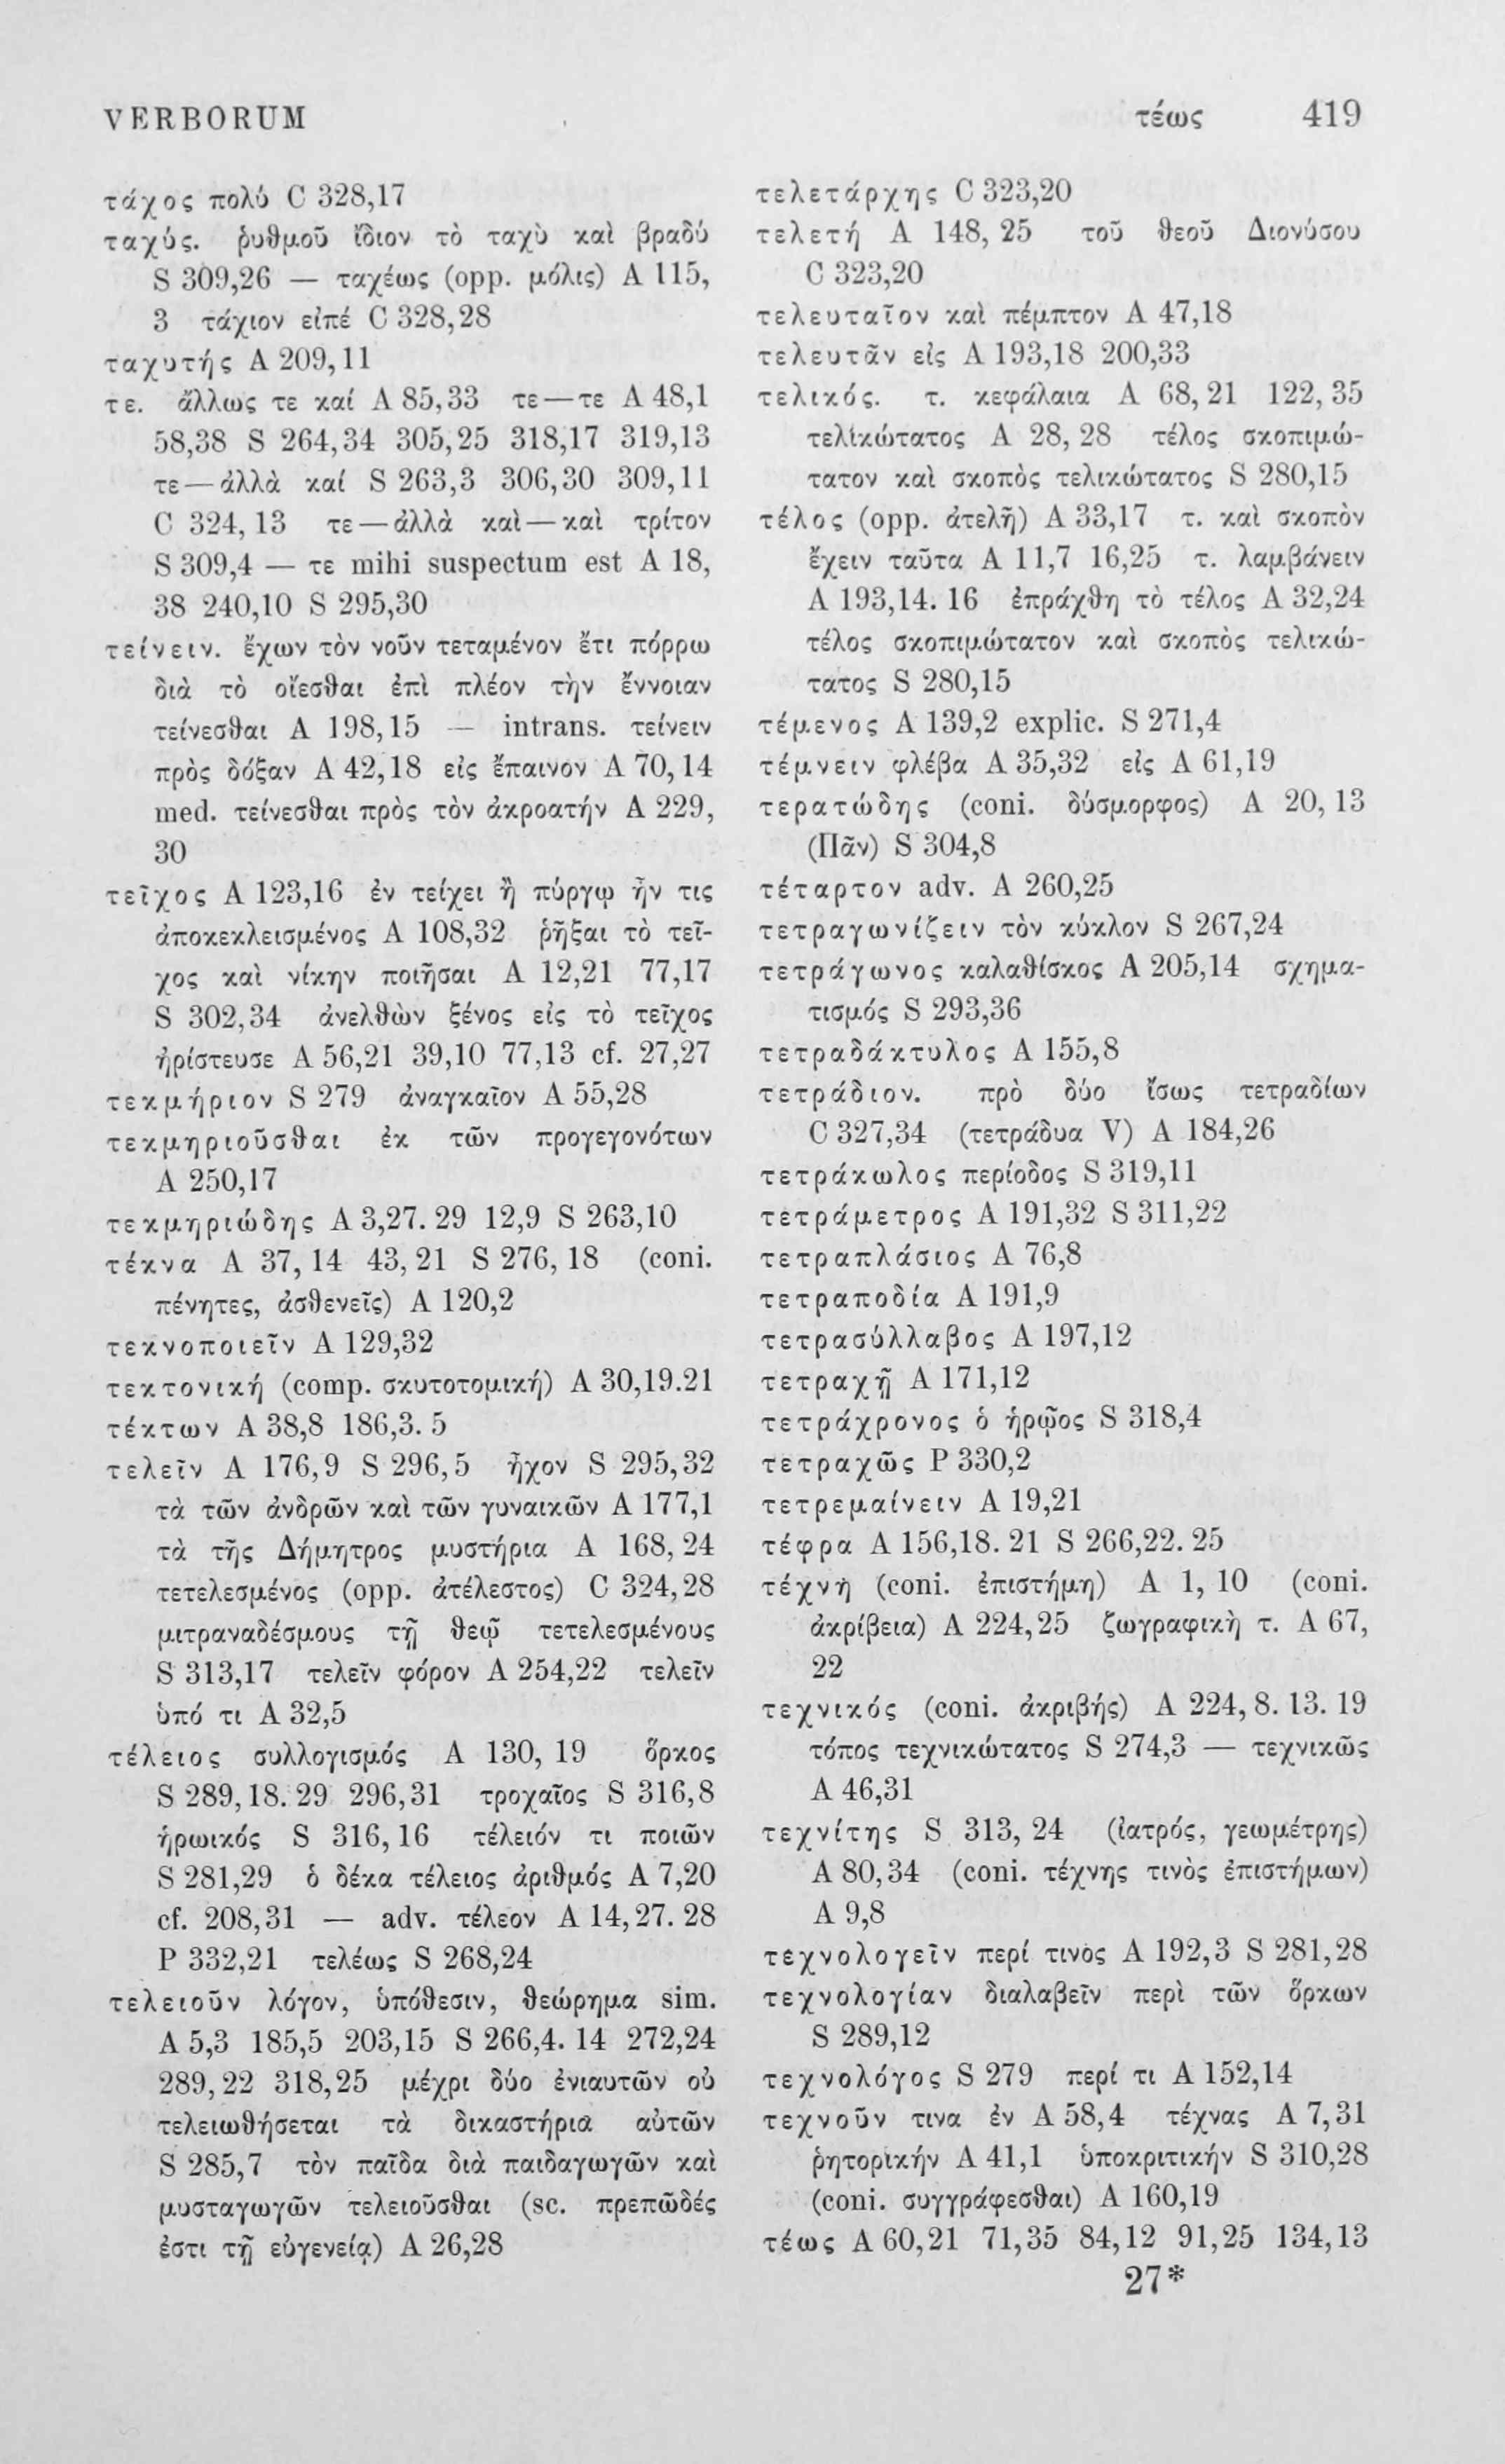 VERBORUM τέως 419
τάχος πολύ C 328,17
ταχύς. ῥυθμοῦ ἴδιον τὸ ταχὺ καὶ βραδύ
S 309,26 — ταχέως (opp. μόλις) A 115,
3 τάχιον εἰπέ C 328,28
ταχυτής A 209,11
τε. ἄλλως τε καί A 85,33 τε—τε A 48,1
58,38 S 264,34 305,25 318,17 319,13
τε—ἀλλὰ καί S 263,3 306,30 309,11
C 324,13 τε—ἀλλὰ καὶ—καὶ τρίτον
S 309,4 — τε mihi suspectum est A 18,
38 240,10 S 295,30
τείνειν. ἔχων τὸν νοῦν τεταμένον ἔτι πόρρω
διὰ τὸ οἴεσθαι ἐπὶ πλέον τὴν ἔννοιαν
τείνεσθαι A 198,15 — intrans. τείνειν
πρὸς δόξαν A 42,18 εἰς ἔπαινον A 70,14
med. τείνεσθαι πρὸς τὸν ἀκροατήν A 229,
30
τεῖχος A 123,16 ἐν τείχει ἢ πύργῳ ἦν τις
ἀποκεκλεισμένος A 108,32 ῥῆξαι τὸ τεῖ-
χος καὶ νίκην ποιῆσαι A 12,21 77,17
S 302,34 ἀνελθὼν ξένος εἰς τὸ τεῖχος
ἠρίστευσε A 56,21 39,10 77,13 cf. 27,27
τεκμήριον S 279 ἀναγκαῖον A 55,28
τεκμηριοῦσθαι ἐκ τῶν προγεγονότων
A 250,17
τεκμηριώδης A 3,27. 29 12,9 S 263,10
τέκνα A 37,14 43,21 S 276,18 (coni.
πένητες, ἀσθενεῖς) A 120,2
τεκνοποιεῖν A 129,32
τεκτονική (comp. σκυτοτομική) A 30,19.21
τέκτων A 38,8 186,3. 5
τελεῖν A 176,9 S 296,5 ἦχον S 295,32
τὰ τῶν ἀνδρῶν καὶ τῶν γυναικῶν A 177,1
τὰ τῆς Δήμητρος μυστήρια A 168,24
τετελεσμένος (opp. ἀτέλεστος) C 324,28
μιτραναδέσμους τῇ θεῷ τετελεσμένους
S 313,17 τελεῖν φόρον A 254,22 τελεῖν
ὑπό τι A 32,5
τέλειος συλλογισμός A 130,19 ὅρκος
S 289,18. 29 296,31 τροχαῖος S 316,8
ἡρωικός S 316,16 τέλειόν τι ποιῶν
S 281,29 ὁ δέκα τέλειος ἀριθμός A 7,20
cf. 208,31 — adv. τέλεον A 14,27. 28
P 332,21 τελέως S 268,24
τελειοῦν λόγον, ὑπόθεσιν, θεώρημα sim.
A 5,3 185,5 203,15 S 266,4. 14 272,24
289,22 318,25 μέχρι δύο ἐνιαυτῶν οὐ
τελειωθήσεται τὰ δικαστήρια αὐτῶν
S 285,7 τὸν παῖδα διὰ παιδαγωγῶν καὶ
μυσταγωγῶν τελειοῦσθαι (sc. πρεπῶδές
ἐστι τῇ εὐγενείᾳ) A 26,28
τελετάρχης C 323,20
τελετή A 148,25 τοῦ θεοῦ Διονύσου
C 323,20
τελευταῖον καὶ πέμπτον A 47,18
τελευτᾶν εἰς A 193,18 200,33
τελικός. τ. κεφάλαια A 68,21 122,35
τελικώτατος A 28,28 τέλος σκοπιμώ-
τατον καὶ σκοπὸς τελικώτατος S 280,15
τέλος (opp. ἀτελῆ) A 33,17 τ. καὶ σκοπὸν
ἔχειν ταῦτα A 11,7 16,25 τ. λαμβάνειν
A 193,14. 16 ἐπράχθη τὸ τέλος A 32,24
τέλος σκοπιμώτατον καὶ σκοπὸς τελικώ-
τατος S 280,15
τέμενος A 139,2 explic. S 271,4
τέμνειν φλέβα A 35,32 εἰς A 61,19
τερατώδης (coni. δύσμορφος) A 20,13
(Πᾶν) S 304,8
τέταρτον adv. A 260,25
τετραγωνίζειν τὸν κύκλον S 267,24
τετράγωνος καλαθίσκος A 205,14 σχημα-
τισμός S 293,36
τετραδάκτυλος A 155,8
τετράδιον. πρὸ δύο ἴσως τετραδίων
C 327,34 (τετράδυα V) A 184,26
τετράκωλος περίοδος S 319,11
τετράμετρος A 191,32 S 311,22
τετραπλάσιος A 76,8
τετραποδία A 191,9
τετρασύλλαβος A 197,12
τετραχῇ A 171,12
τετράχρονος ὁ ἡρῷος S 318,4
τετραχῶς P 330,2
τετρεμαίνειν A 19,21
τέφρα A 156,18. 21 S 266,22. 25
τέχνη (coni. ἐπιστήμη) A 1,10 (coni.
ἀκρίβεια) A 224,25 ζωγραφικὴ τ. A 67,
22
τεχνικός (coni. ἀκριβής) A 224,8. 13. 19
τόπος τεχνικώτατος S 274,3 — τεχνικῶς
A 46,31
τεχνίτης S 313,24 (ἰατρός, γεωμέτρης)
A 80,34 (coni. τέχνης τινὸς ἐπιστήμων)
A 9,8
τεχνολογεῖν περί τινος A 192,3 S 281,28
τεχνολογίαν διαλαβεῖν περὶ τῶν ὅρκων
S 289,12
τεχνολόγος S 279 περί τι A 152,14
τεχνοῦν τινα ἐν A 58,4 τέχνας A 7,31
ῥητορικήν A 41,1 ὑποκριτικήν S 310,28
(coni. συγγράφεσθαι) A 160,19
τέως A 60,21 71,35 84,12 91,25 134,13
27*